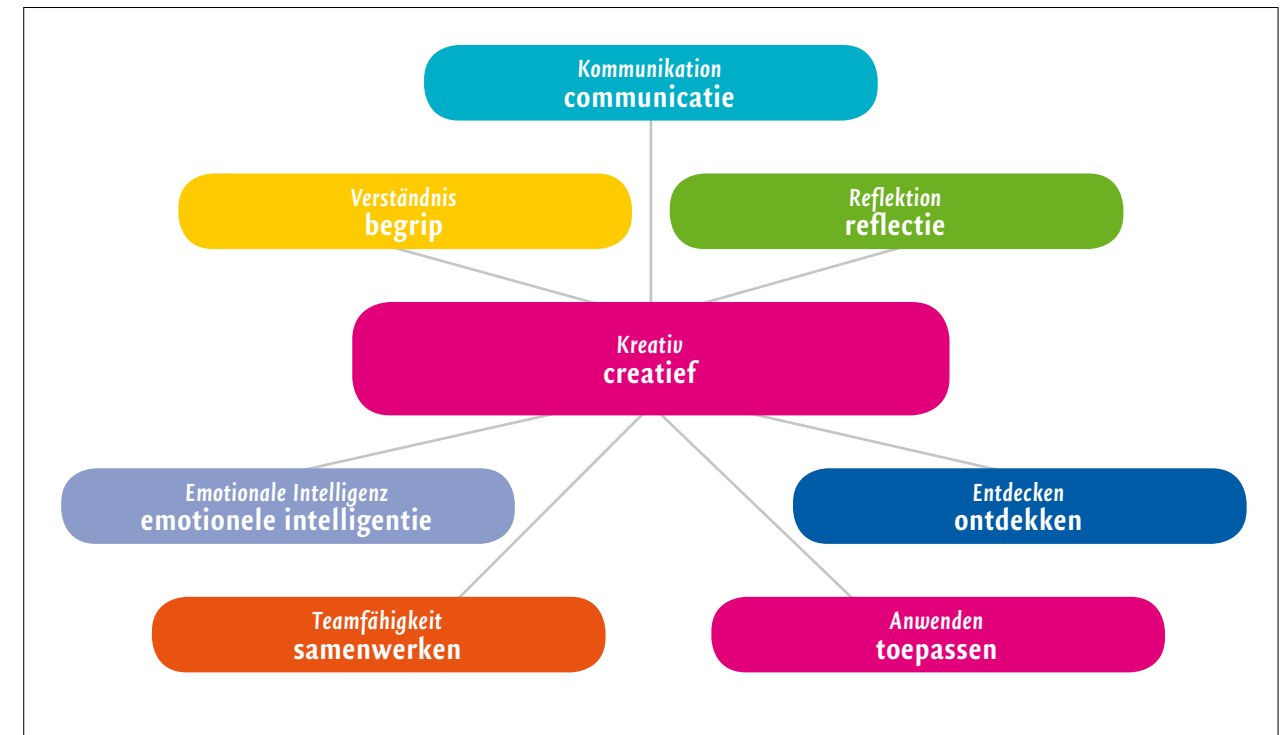 Kommunikation
communicatie
Verständnis
begrip
Reflektion
reflectie
Kreativ
creatief
Emotionale Intelligenz
emotionele intelligentie
Entdecken
ontdekken
Teamfähigkeit
samenwerken
Anwenden
toepassen